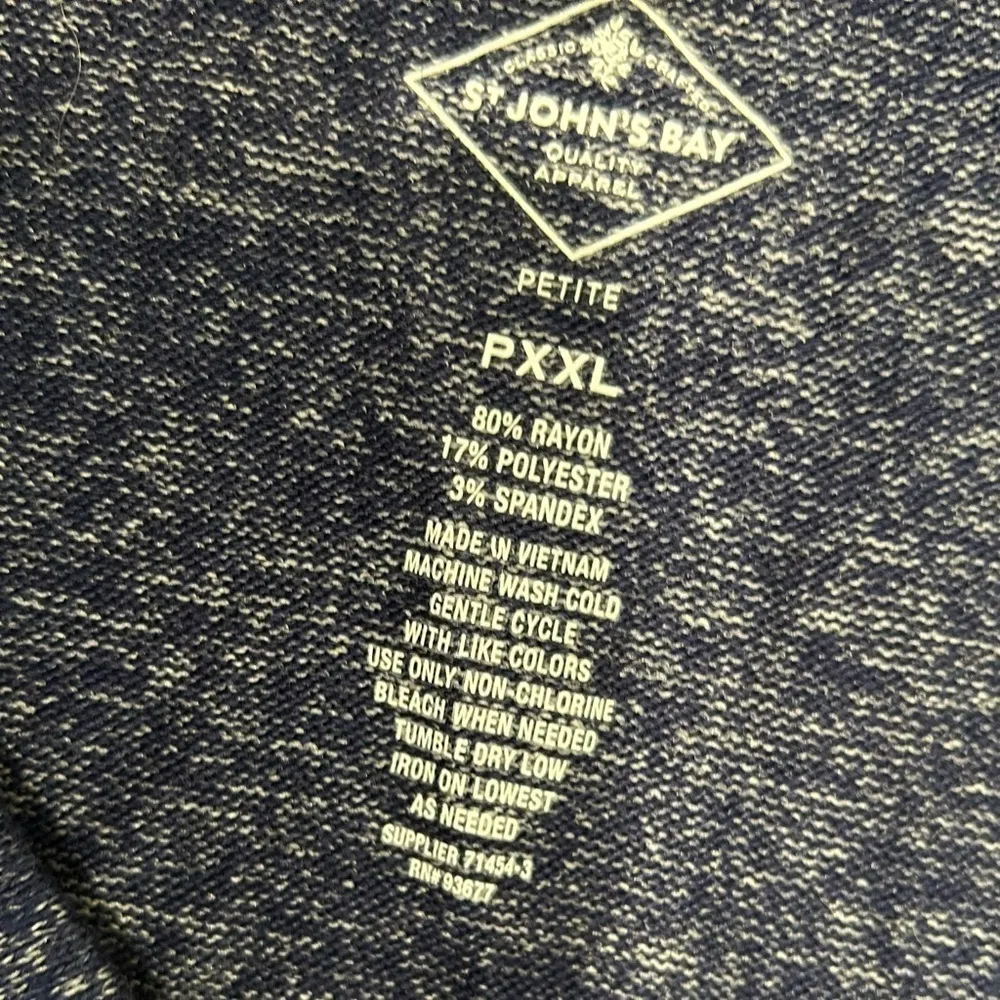 CLASSIC CRAFTED
ST JOHN'S BAY
QUALITY
APPAREL
PETITE
PXXL
80% RAYON
17% POLYESTER
3% SPANDEX
MADE IN VIETNAM
MACHINE WASH COLD
GENTLE CYCLE
WITH LIKE COLORS
USE ONLY NON-CHLORINE
BLEACH WHEN NEEDED
TUMBLE DRY LOW
IRON ON LOWEST
AS NEEDED
SUPPLIER 71454-3
RN# 93677